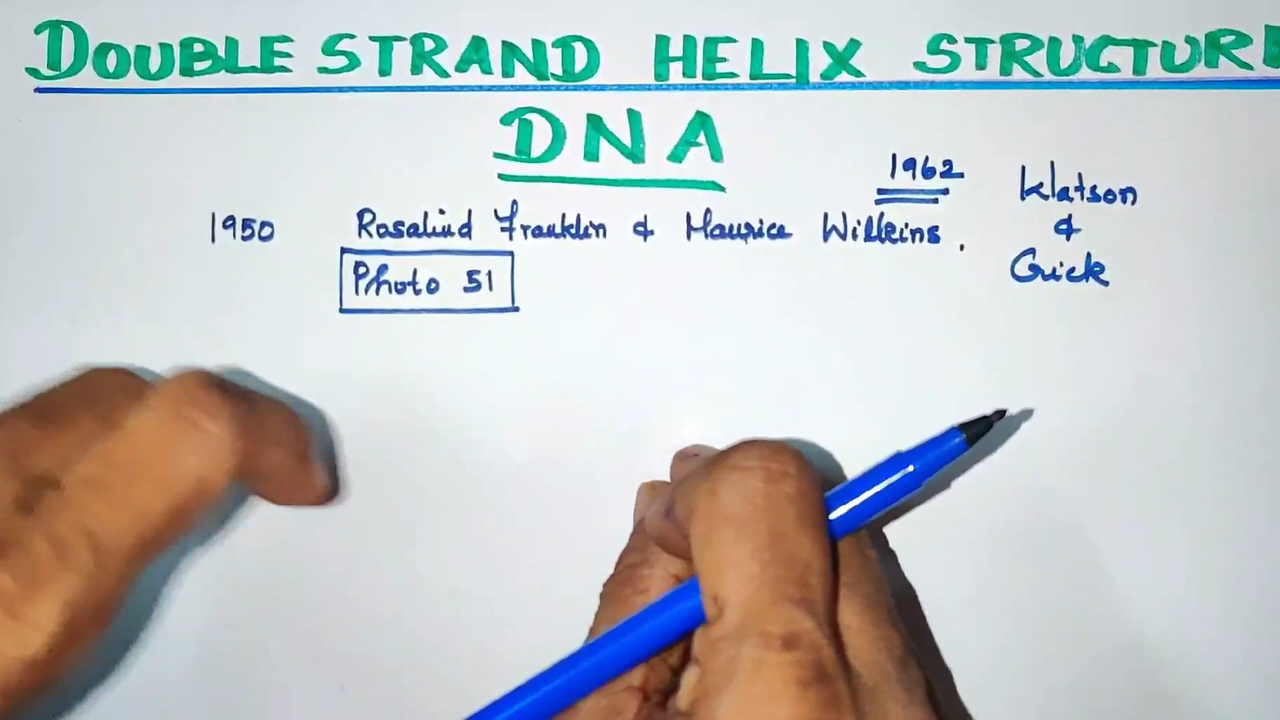 DOUBLE STRAND HELIX STRUCTURE
DNA
1962
Watson
&
Crick
1950 Rosalind Franklin & Maurice Wilkins.
Photo 51